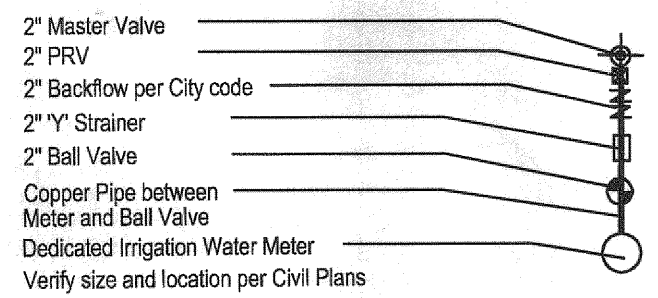 2" Master Valve
2" PRV
2" Backflow per City code
2" 'Y' Strainer
2" Ball Valve
Copper Pipe between
Meter and Ball Valve
Dedicated Irrigation Water Meter
Verify size and location per Civil Plans